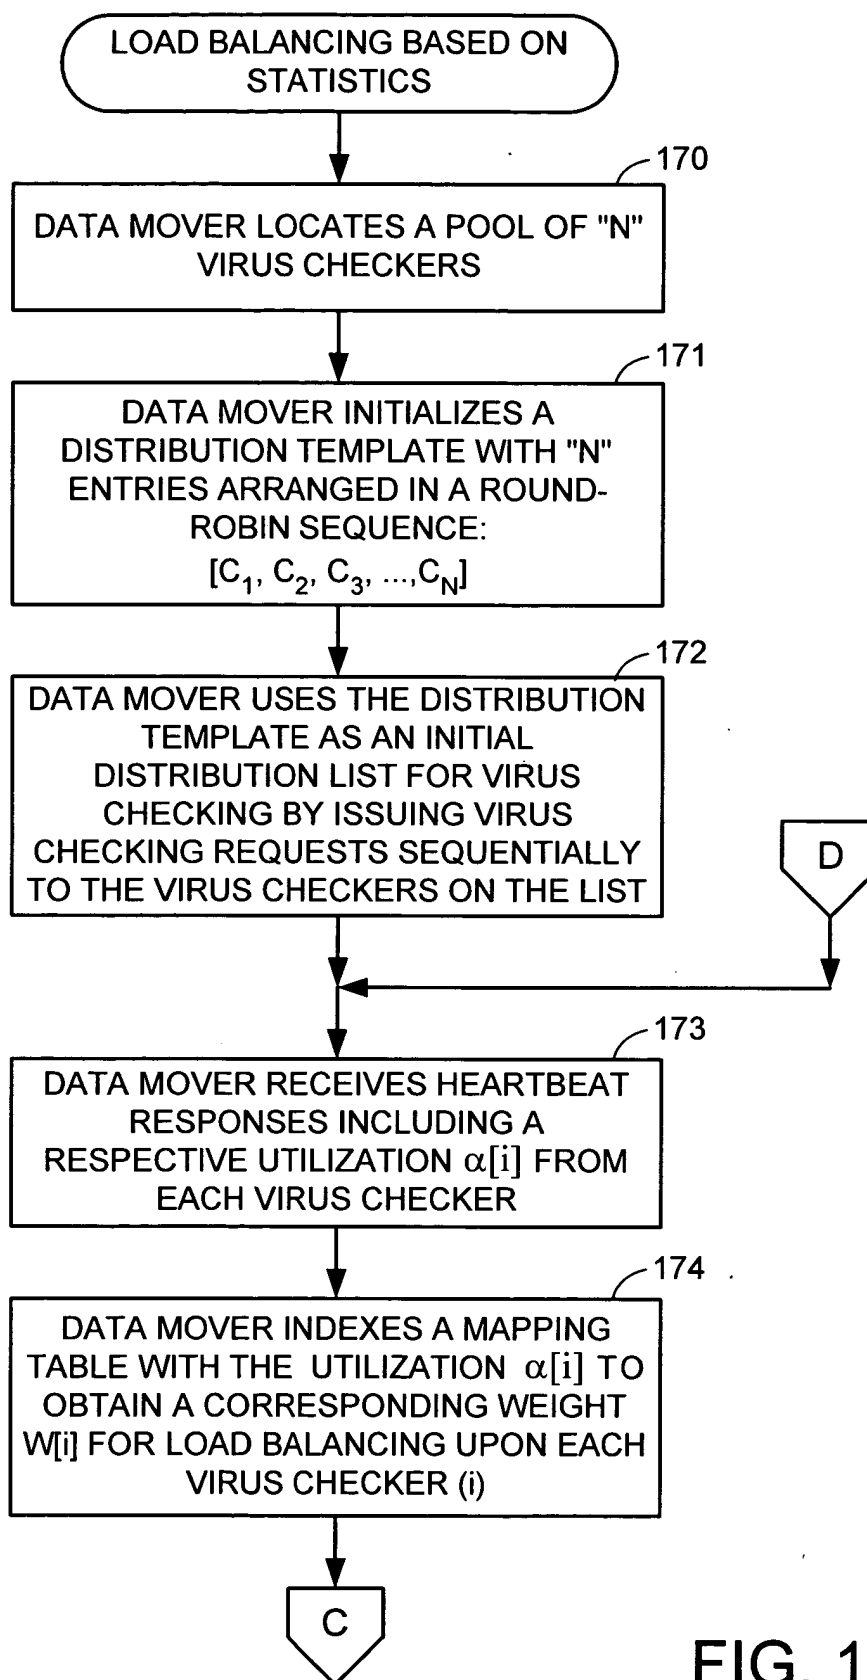 LOAD BALANCING BASED ON
STATISTICS
170
DATA MOVER LOCATES A POOL OF "N"
VIRUS CHECKERS
171
DATA MOVER INITIALIZES A
DISTRIBUTION TEMPLATE WITH "N"
ENTRIES ARRANGED IN A ROUND-
ROBIN SEQUENCE:
[C₁, C₂, C₃, ...,C_N]
172
DATA MOVER USES THE DISTRIBUTION
TEMPLATE AS AN INITIAL
DISTRIBUTION LIST FOR VIRUS
CHECKING BY ISSUING VIRUS
CHECKING REQUESTS SEQUENTIALLY
TO THE VIRUS CHECKERS ON THE LIST
D
173
DATA MOVER RECEIVES HEARTBEAT
RESPONSES INCLUDING A
RESPECTIVE UTILIZATION α[i] FROM
EACH VIRUS CHECKER
174
DATA MOVER INDEXES A MAPPING
TABLE WITH THE UTILIZATION α[i] TO
OBTAIN A CORRESPONDING WEIGHT
W[i] FOR LOAD BALANCING UPON EACH
VIRUS CHECKER (i)
C
FIG. 1